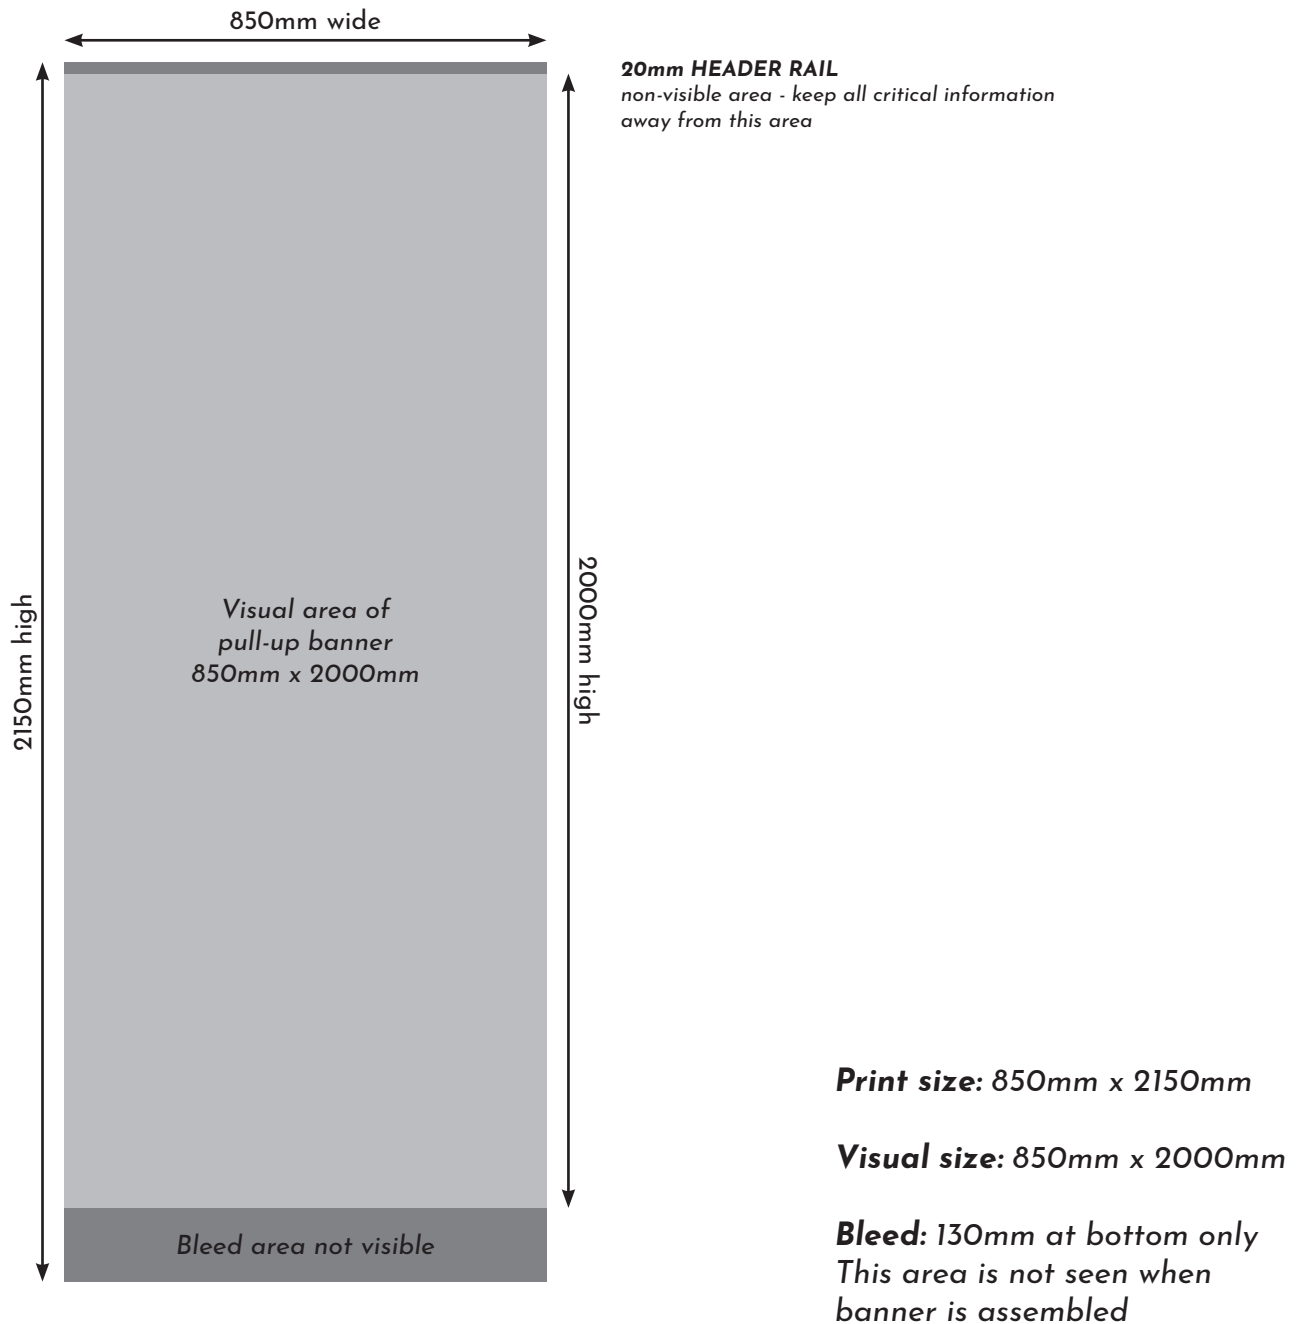 850mm wide
20mm HEADER RAIL
non-visible area - keep all critical information
away from this area
2150mm high
Visual area of
pull-up banner
850mm x 2000mm
2000mm high
Bleed area not visible
Print size: 850mm x 2150mm
Visual size: 850mm x 2000mm
Bleed: 130mm at bottom only
This area is not seen when
banner is assembled